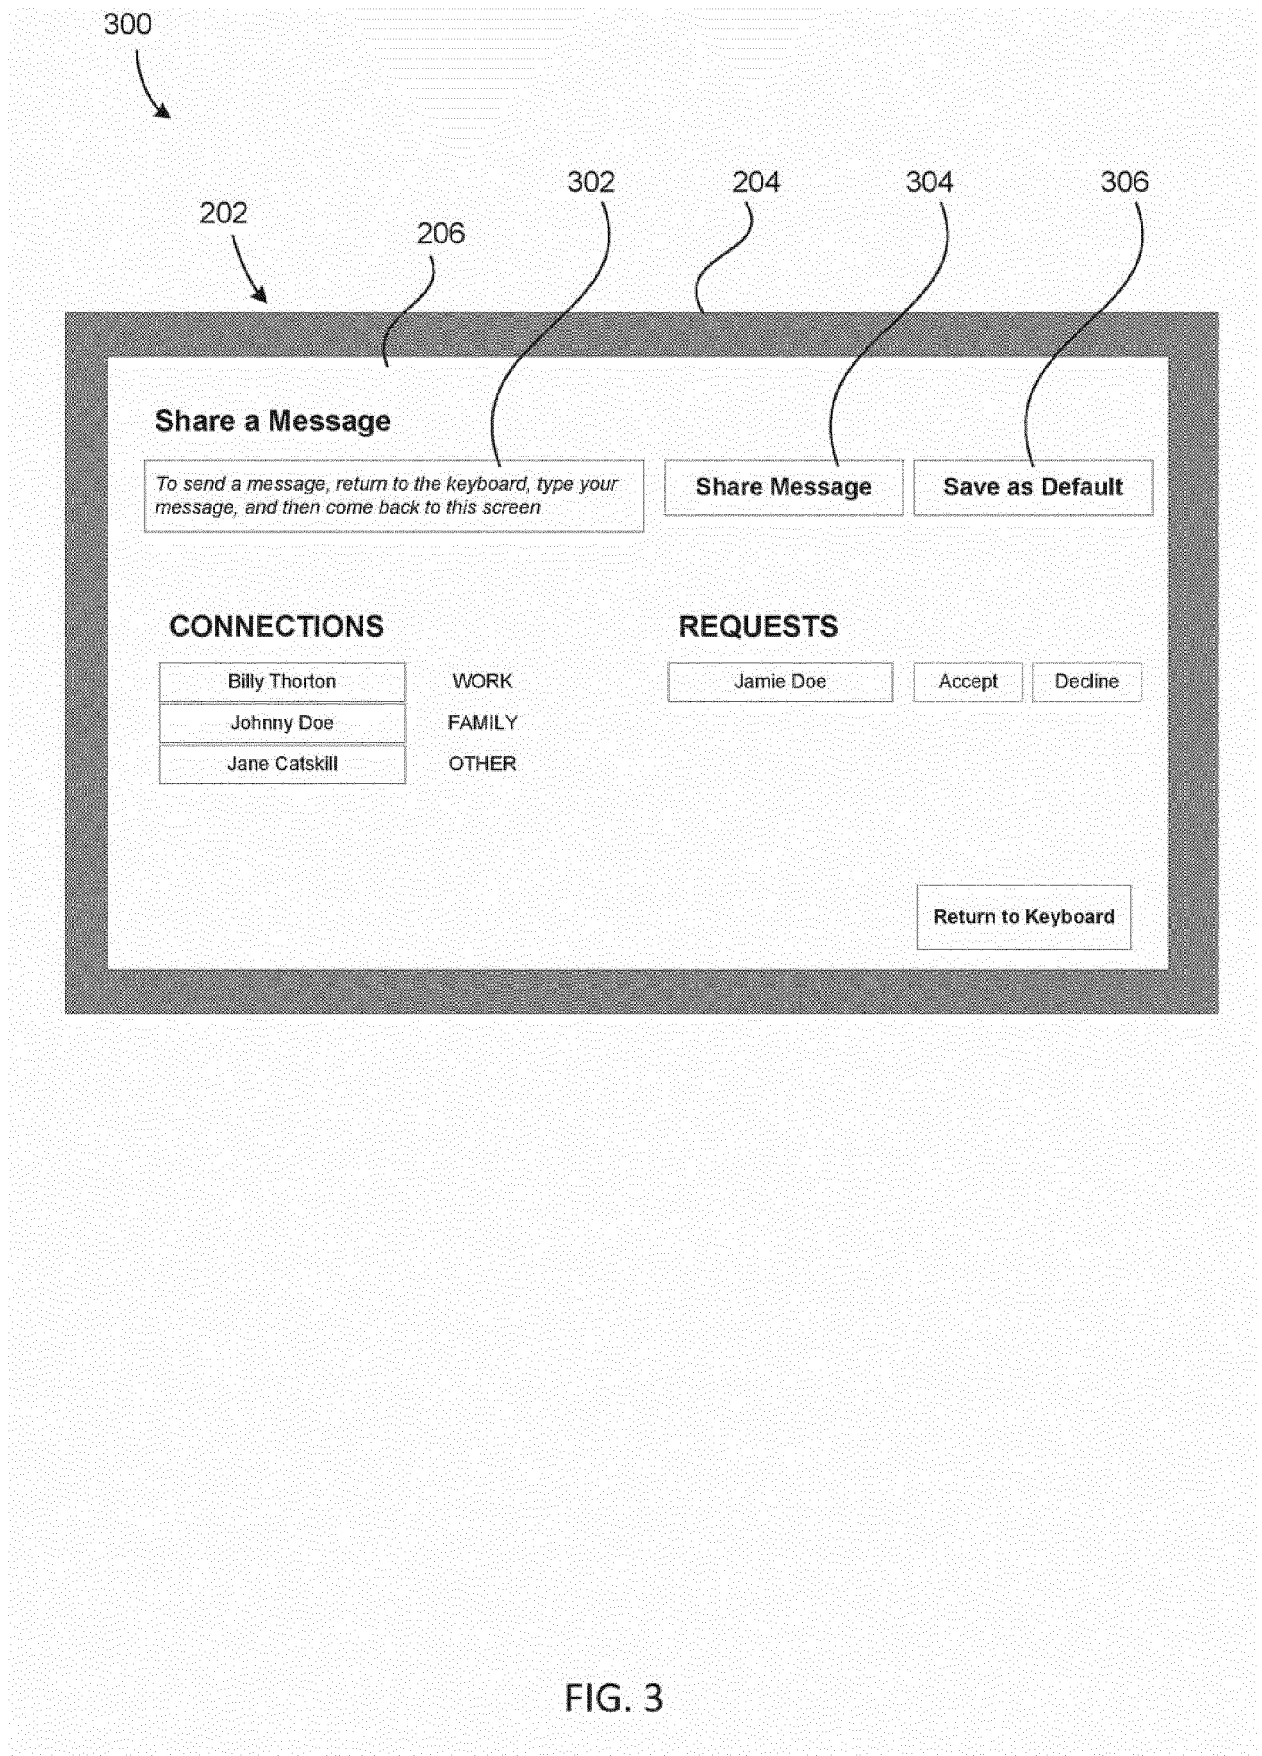 300
302 204 304 306
202
206
Share a Message
To send a message, return to the keyboard, type your
message, and then come back to this screen
Share Message Save as Default
CONNECTIONS REQUESTS
Billy Thorton WORK Jamie Doe Accept Decline
Johnny Doe FAMILY
Jane Catskill OTHER
Return to Keyboard
FIG. 3